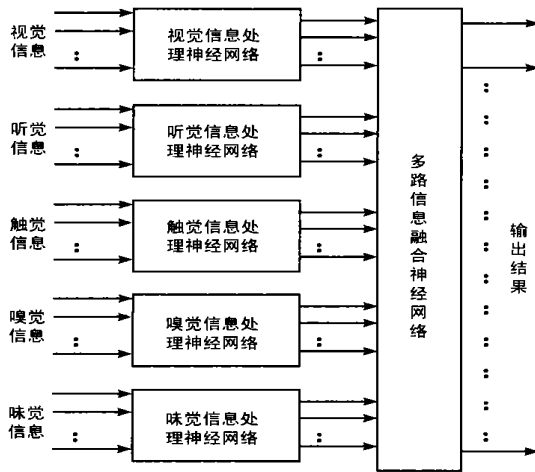 视觉
信息
视觉信息处
理神经网络
听觉
信息
听觉信息处
理神经网络
触觉
信息
触觉信息处
理神经网络
嗅觉
信息
嗅觉信息处
理神经网络
味觉
信息
味觉信息处
理神经网络
多路信息融合神经网络
输出结果